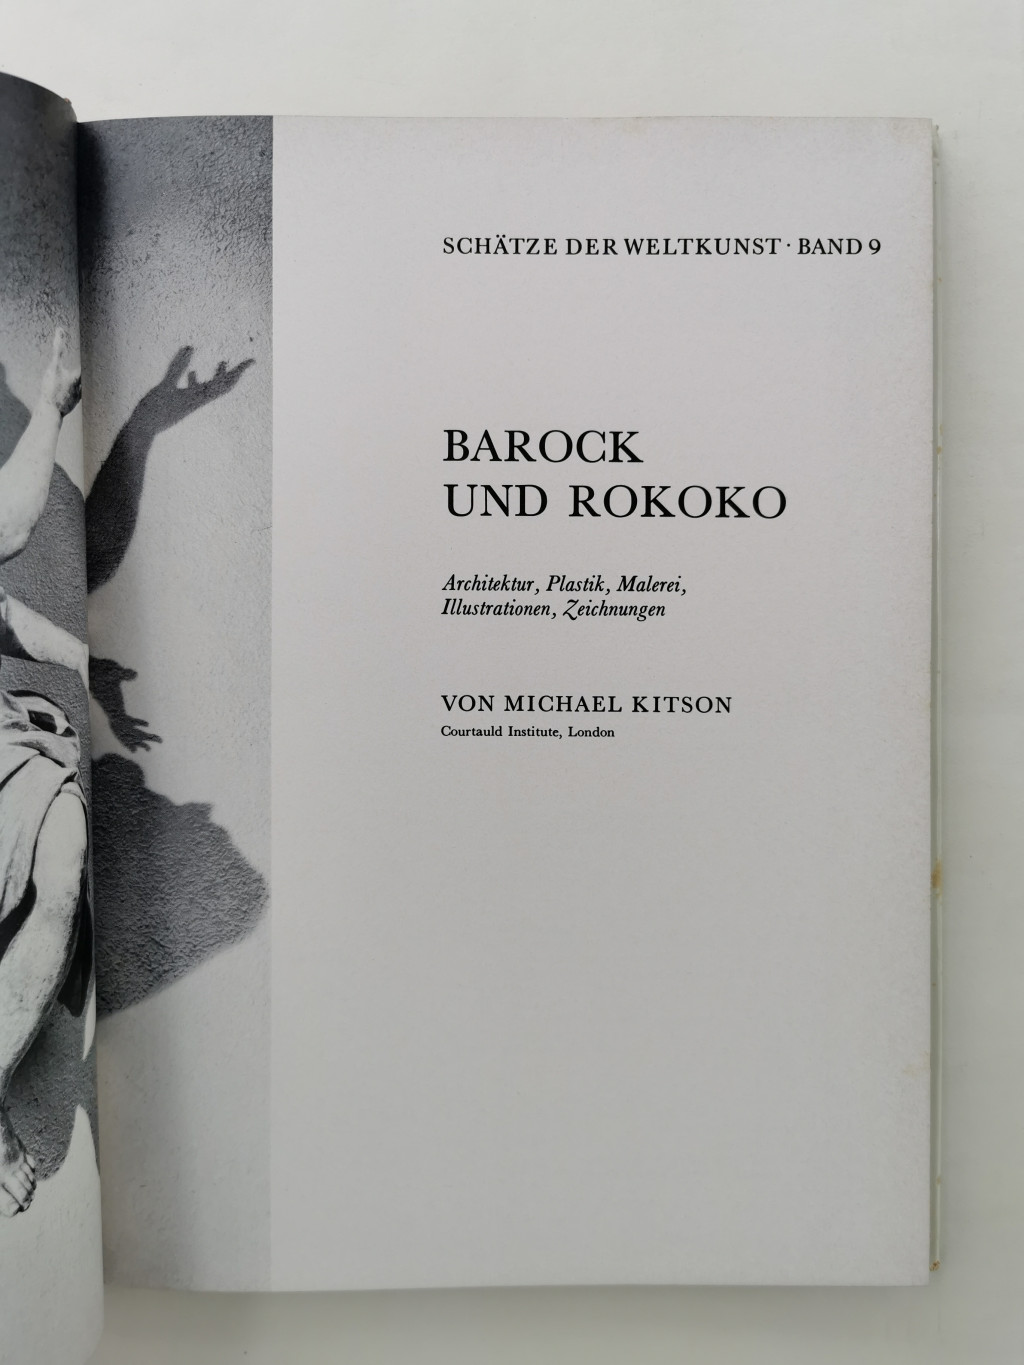 SCHÄTZE DER WELTKUNST · BAND 9
BAROCK
UND ROKOKO
Architektur, Plastik, Malerei,
Illustrationen, Zeichnungen
VON MICHAEL KITSON
Courtauld Institute, London